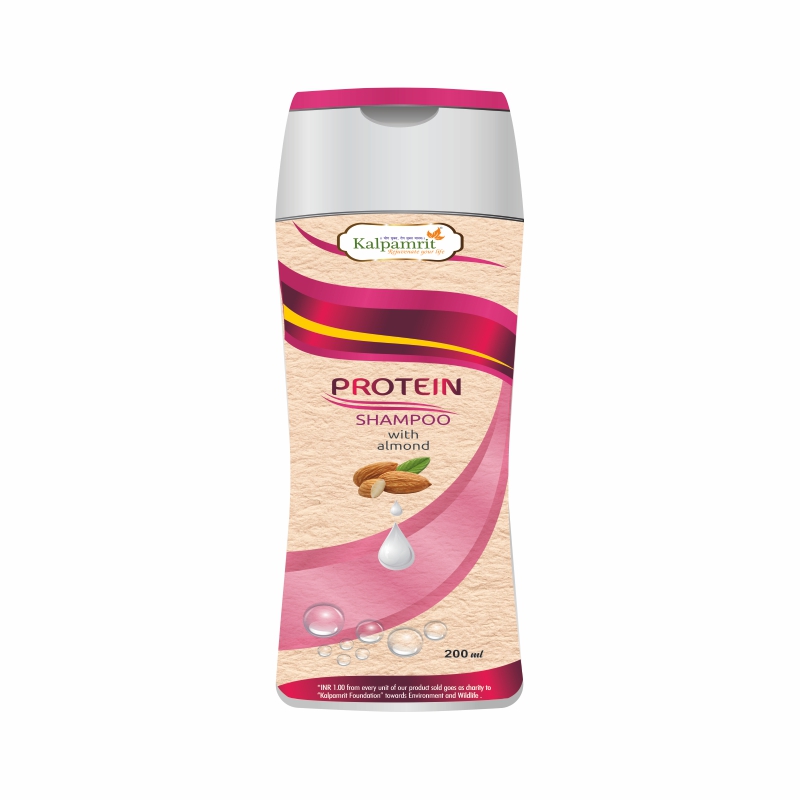 Kalpamrit
Rejuvenate your life
PROTEIN
SHAMPOO
with
almond
200 ml
*INR 1.00 from every unit of our product sold goes as charity to
"Kalpamrit Foundation" towards Environment and Wildlife .